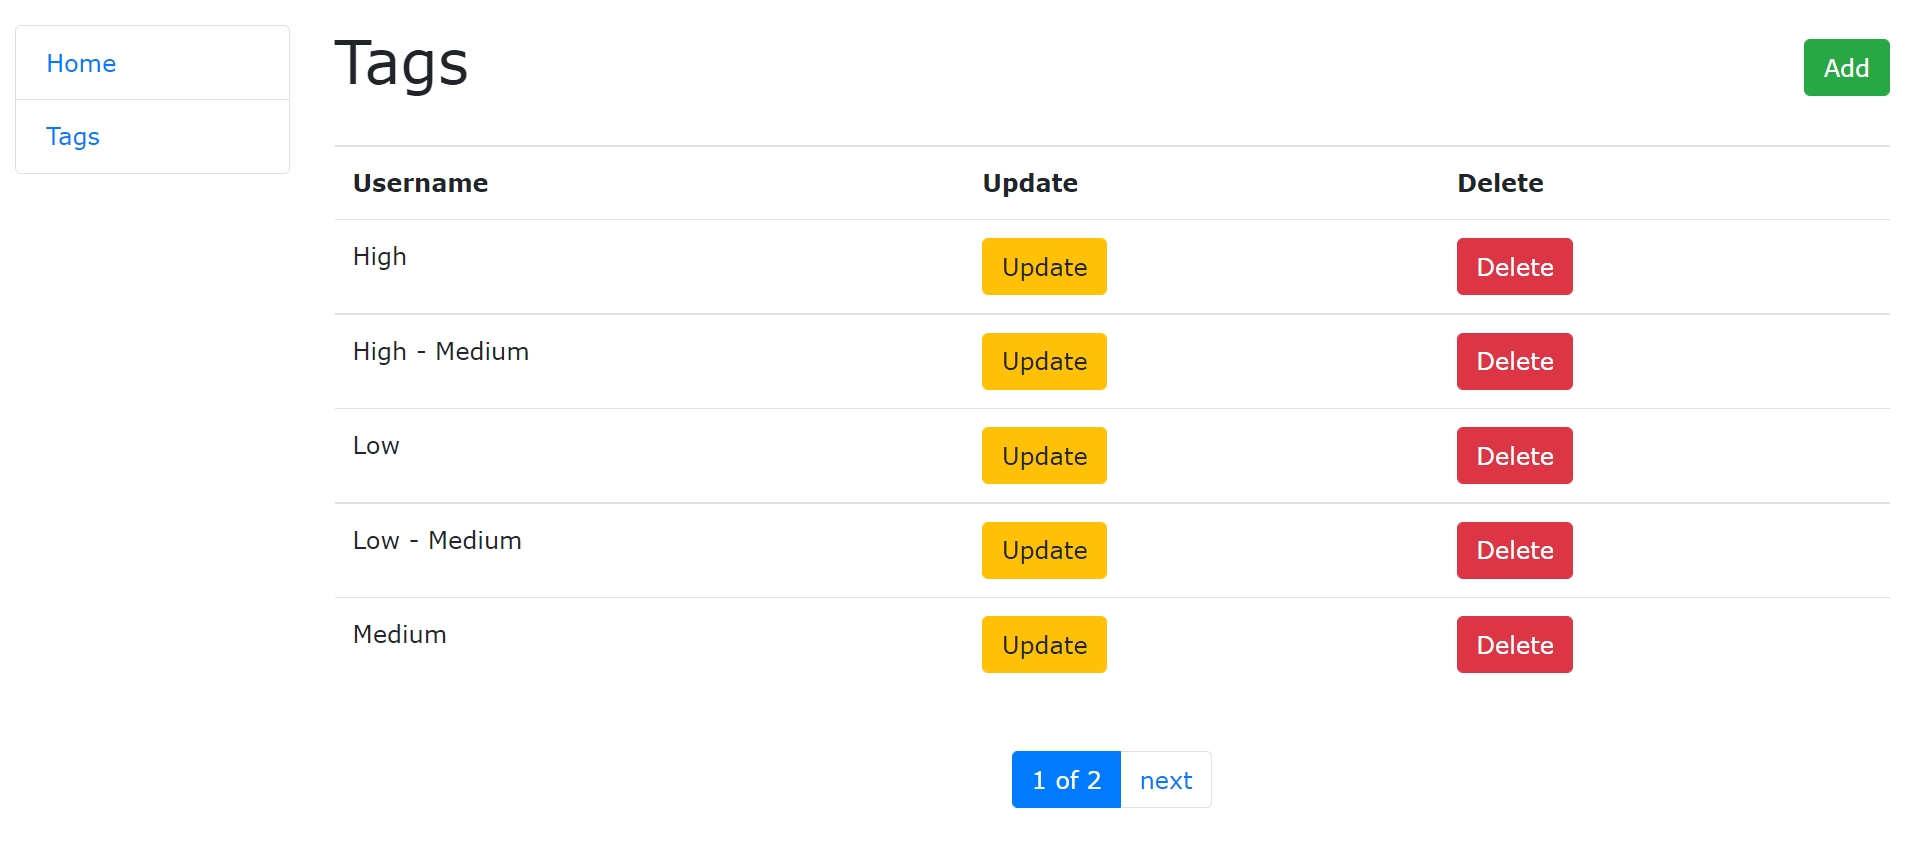 Home
Tags
Tags
Add
Username Update Delete
High Update Delete
High - Medium Update Delete
Low Update Delete
Low - Medium Update Delete
Medium Update Delete
1 of 2 next